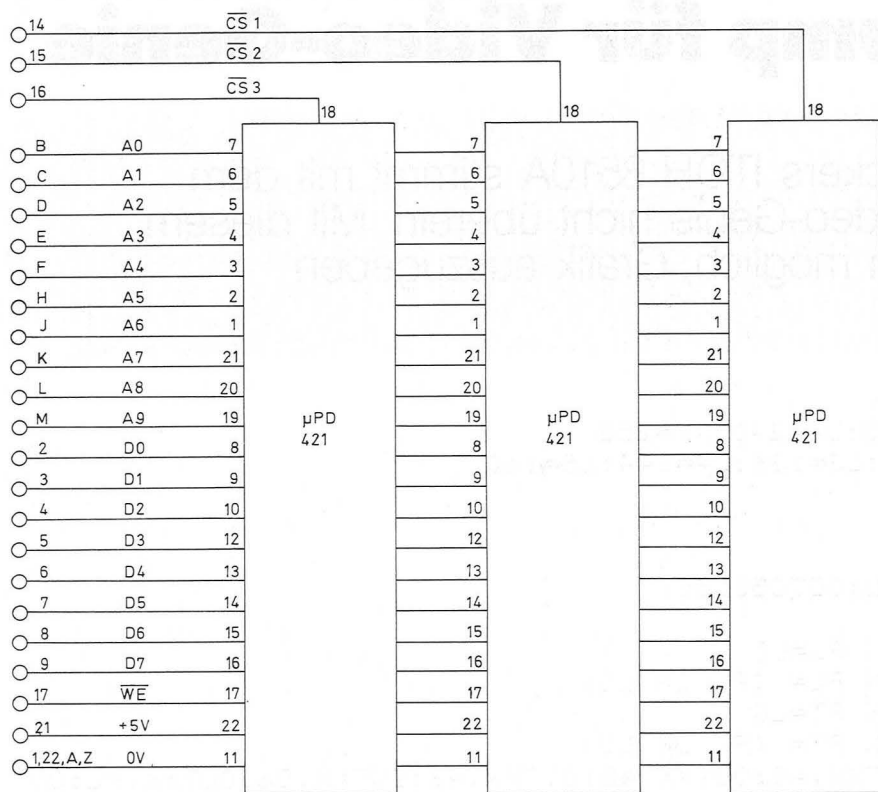 14 C̅S̅ 1
15 C̅S̅ 2
16 C̅S̅ 3
18 18 18
B A0 7 7 7
C A1 6 6 6
D A2 5 5 5
E A3 4 4 4
F A4 3 3 3
H A5 2 2 2
J A6 1 1 1
K A7 21 21 21
L A8 20 20 20
M A9 19 19 19
µPD µPD µPD
421 421 421
2 D0 8 8 8
3 D1 9 9 9
4 D2 10 10 10
5 D3 12 12 12
6 D4 13 13 13
7 D5 14 14 14
8 D6 15 15 15
9 D7 16 16 16
17 W̅E̅ 17 17 17
21 +5V 22 22 22
1,22,A,Z 0V 11 11 11